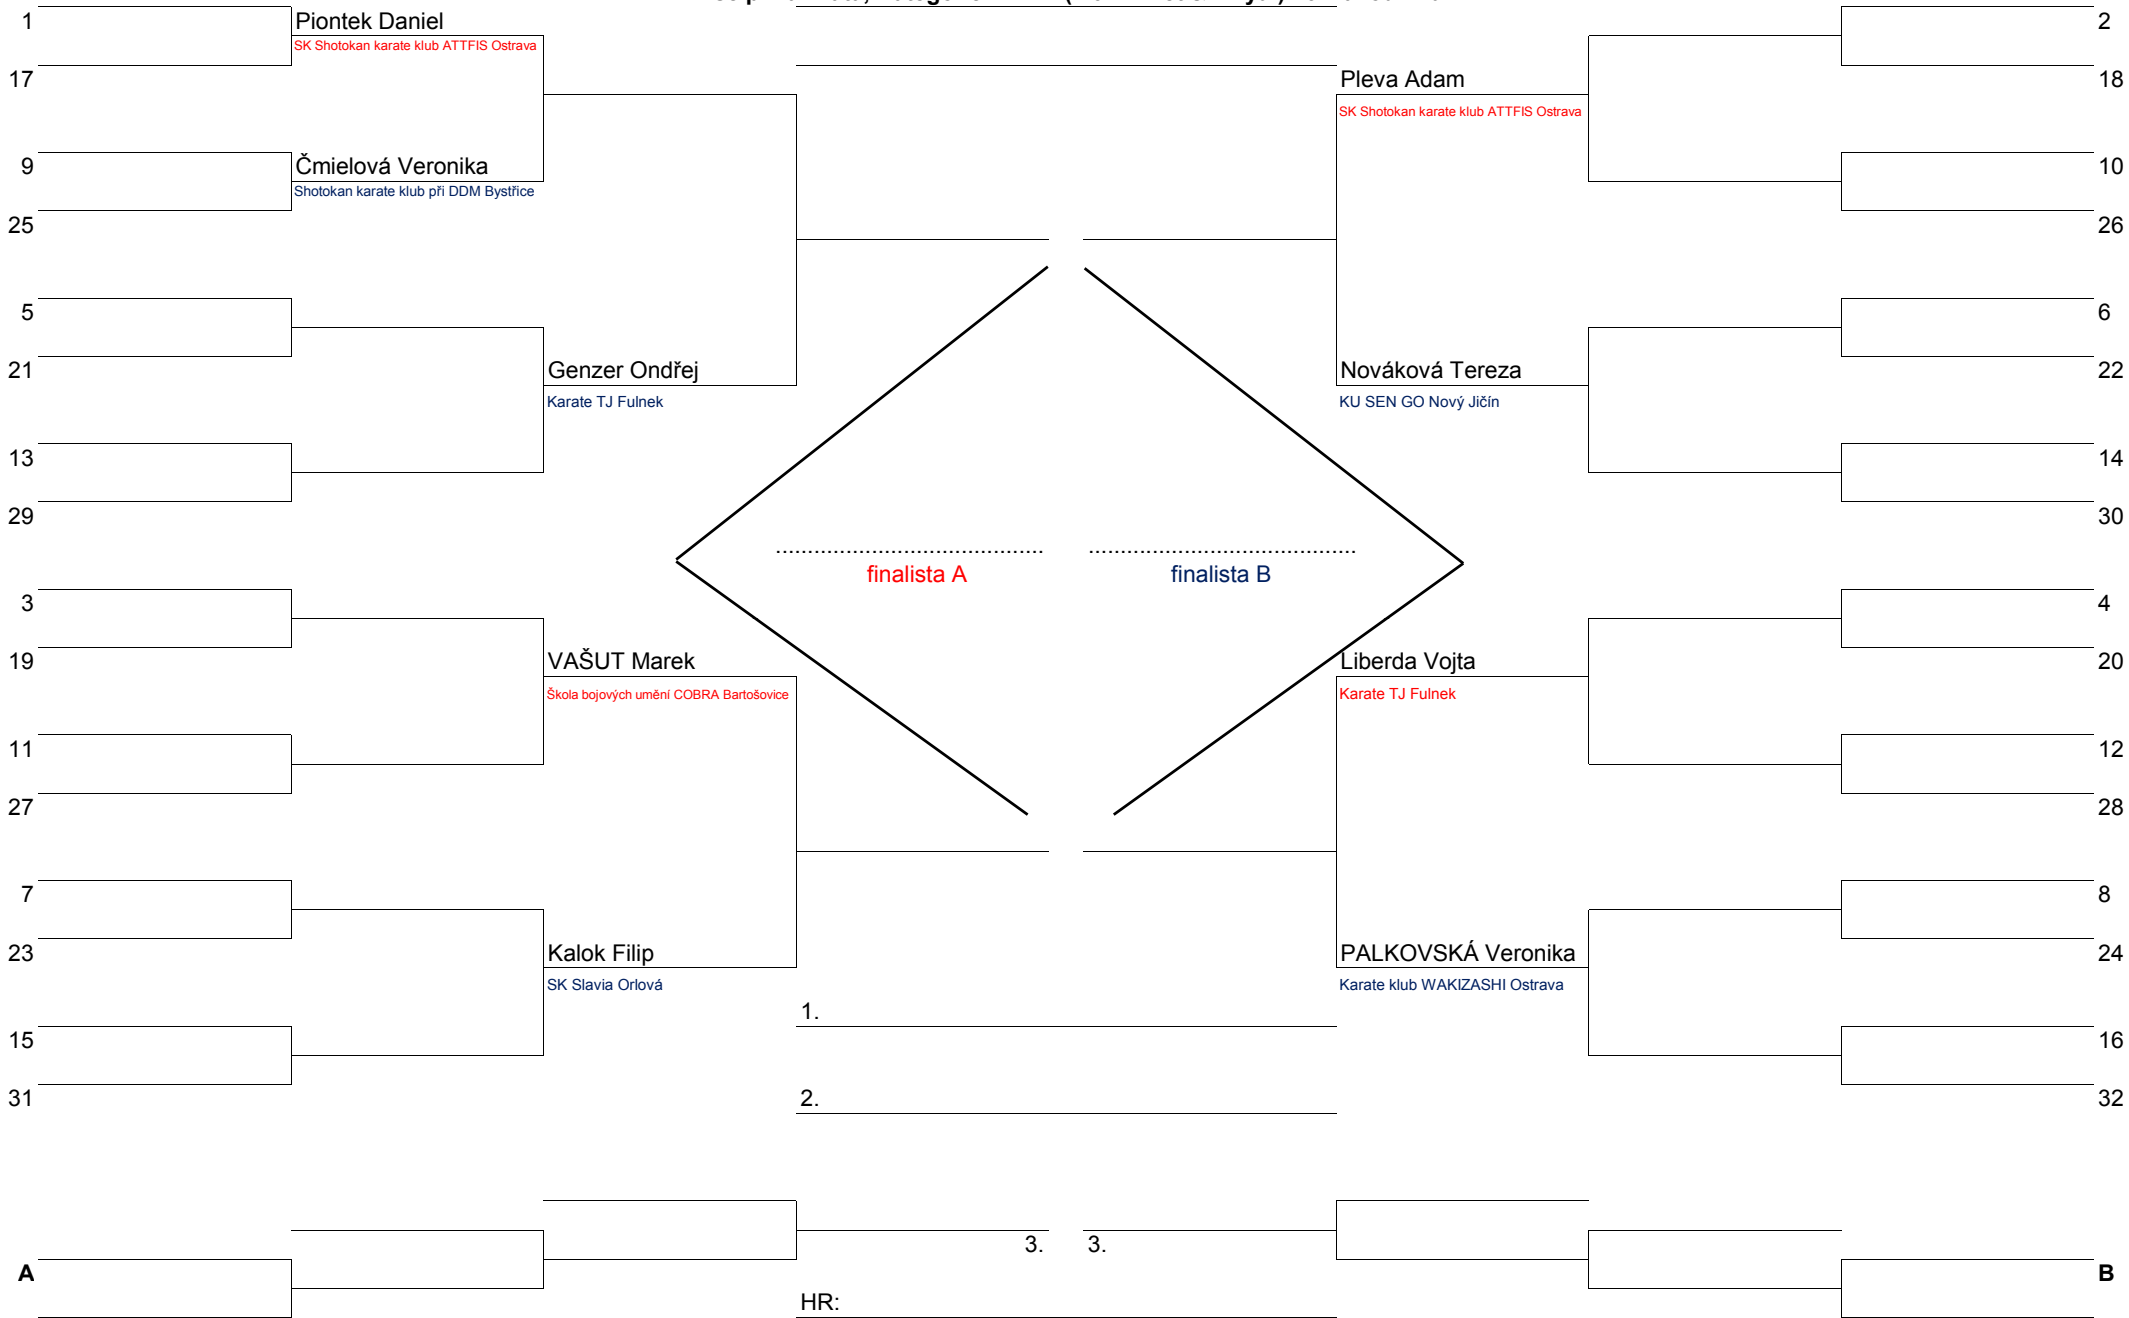 1
Piontek Daniel
SK Shotokan karate klub ATTFIS Ostrava
17
9
Čmielová Veronika
Shotokan karate klub při DDM Bystřice
25
5
21
Genzer Ondřej
Karate TJ Fulnek
13
29
3
19
VAŠUT Marek
Škola bojových umění COBRA Bartošovice
11
27
7
23
Kalok Filip
SK Slavia Orlová
15
31
A
.......................................... ..........................................
finalista A finalista B
1.
2.
3. 3.
HR:
2
Pleva Adam
SK Shotokan karate klub ATTFIS Ostrava
18
10
26
6
Nováková Tereza
KU SEN GO Nový Jičín
22
14
30
4
Liberda Vojta
Karate TJ Fulnek
20
12
28
8
PALKOVSKÁ Veronika
Karate klub WAKIZASHI Ostrava
24
16
32
B